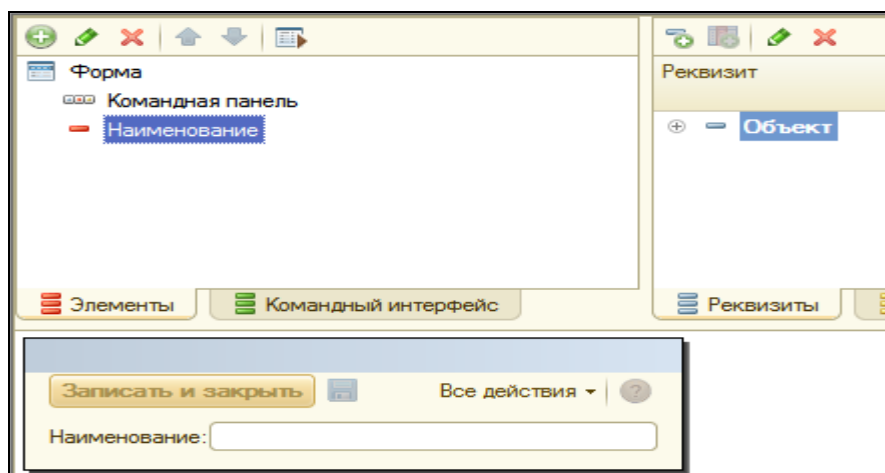 Форма
Командная панель
Наименование
Реквизит
Объект
Элементы
Командный интерфейс
Реквизиты
Записать и закрыть
Все действия
?
Наименование: